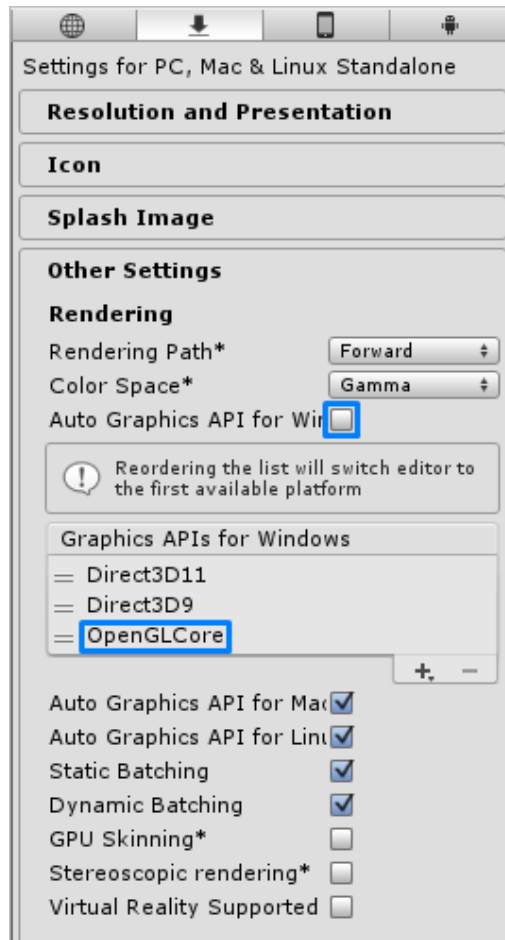 Settings for PC, Mac & Linux Standalone
Resolution and Presentation
Icon
Splash Image
Other Settings
Rendering
Rendering Path* Forward
Color Space* Gamma
Auto Graphics API for Win
Reordering the list will switch editor to
the first available platform
Graphics APIs for Windows
Direct3D11
Direct3D9
OpenGLCore
Auto Graphics API for Mac
Auto Graphics API for Linu
Static Batching
Dynamic Batching
GPU Skinning*
Stereoscopic rendering*
Virtual Reality Supported